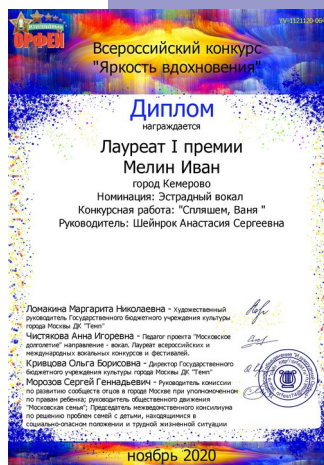 ОРФЕЙ
Всероссийский конкурс
"Яркость вдохновения"
Диплом
награждается
Лауреат I премии
Мелин Иван
город Кемерово
Номинация: Эстрадный вокал
Конкурсная работа: "Спляшем, Ваня "
Руководитель: Шейнрок Анастасия Сергеевна
Ломакина Маргарита Николаевна - Художественный
руководитель Государственного бюджетного учреждения культуры
города Москвы ДК "Темп"
Чистякова Анна Игоревна - Педагог проекта "Московское
долголетие" направление - вокал. Лауреат всероссийских и
международных вокальных конкурсов и фестивалей.
Кривцова Ольга Борисовна - Директор Государственного
бюджетного учреждения культуры города Москвы ДК "Темп"
Морозов Сергей Геннадьевич - Руководитель комиссии
по развитию сообществ отцов в городе Москве при уполномоченном
по правам ребенка; руководитель общественного движения
"Московская семья"; Председатель межведомственного консилиума
по решению проблем семей с детьми, находящимися в
социально-опасном положении и трудной жизненной ситуации
ноябрь 2020